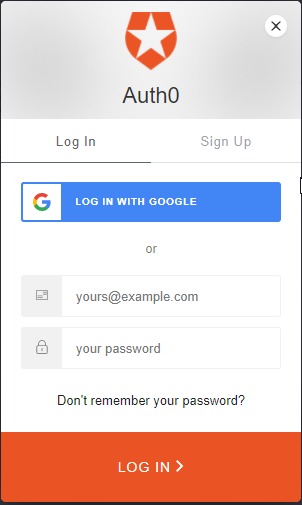 Auth0
Log In
Sign Up
LOG IN WITH GOOGLE
or
yours@example.com
your password
Don't remember your password?
LOG IN